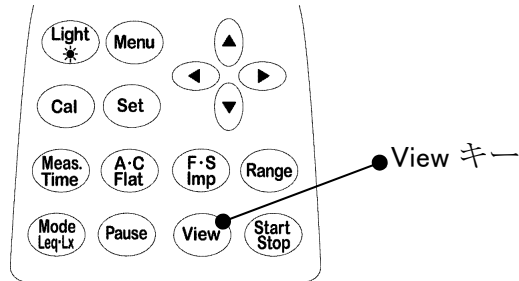 Light
Menu
Cal
Set
Meas.
Time
A·C
Flat
F·S
Imp
Range
View キー
Mode
Leq·Lx
Pause
View
Start
Stop